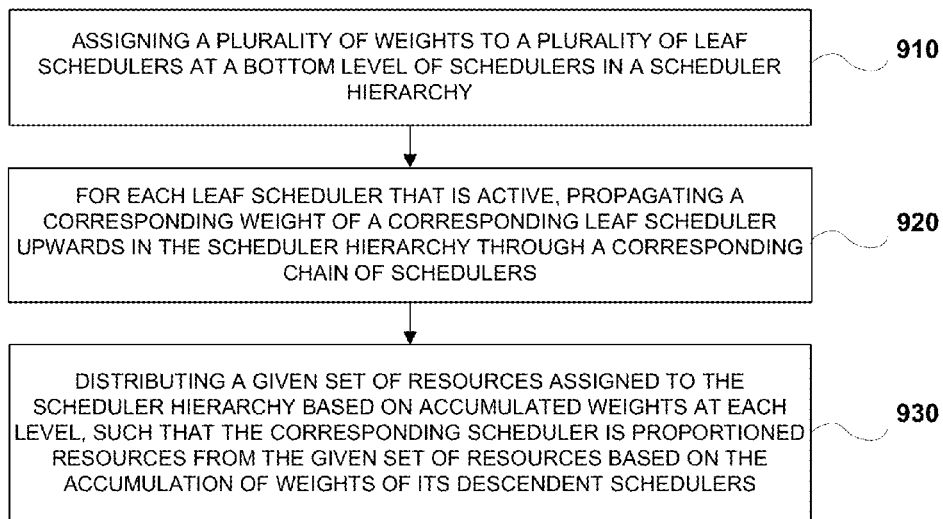 ASSIGNING A PLURALITY OF WEIGHTS TO A PLURALITY OF LEAF
SCHEDULERS AT A BOTTOM LEVEL OF SCHEDULERS IN A SCHEDULER
HIERARCHY
910
FOR EACH LEAF SCHEDULER THAT IS ACTIVE, PROPAGATING A
CORRESPONDING WEIGHT OF A CORRESPONDING LEAF SCHEDULER
UPWARDS IN THE SCHEDULER HIERARCHY THROUGH A CORRESPONDING
CHAIN OF SCHEDULERS
920
DISTRIBUTING A GIVEN SET OF RESOURCES ASSIGNED TO THE
SCHEDULER HIERARCHY BASED ON ACCUMULATED WEIGHTS AT EACH
LEVEL, SUCH THAT THE CORRESPONDING SCHEDULER IS PROPORTIONED
RESOURCES FROM THE GIVEN SET OF RESOURCES BASED ON THE
ACCUMULATION OF WEIGHTS OF ITS DESCENDENT SCHEDULERS
930